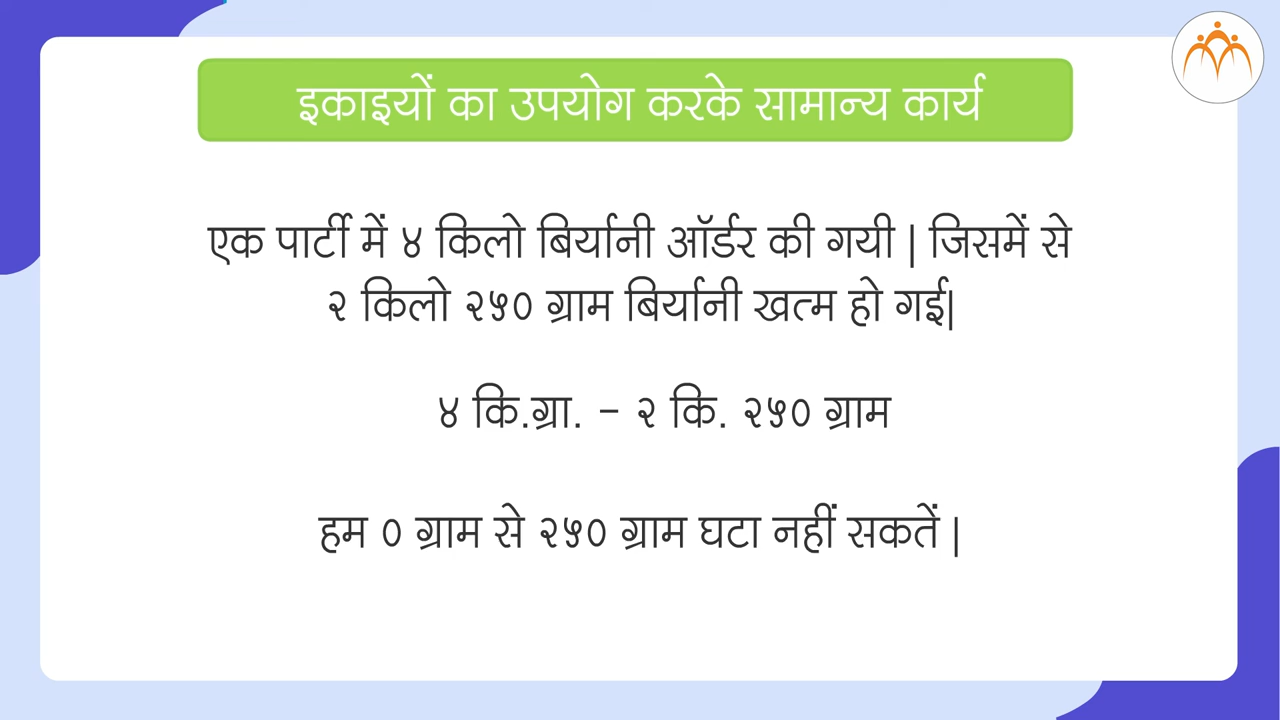 इकाइयों का उपयोग करके सामान्य कार्य
एक पार्टी में ४ किलो बिर्यानी ऑर्डर की गयी | जिसमें से
२ किलो २५० ग्राम बिर्यानी खत्म हो गई|
४ कि.ग्रा. - २ कि. २५० ग्राम
हम ० ग्राम से २५० ग्राम घटा नहीं सकतें |